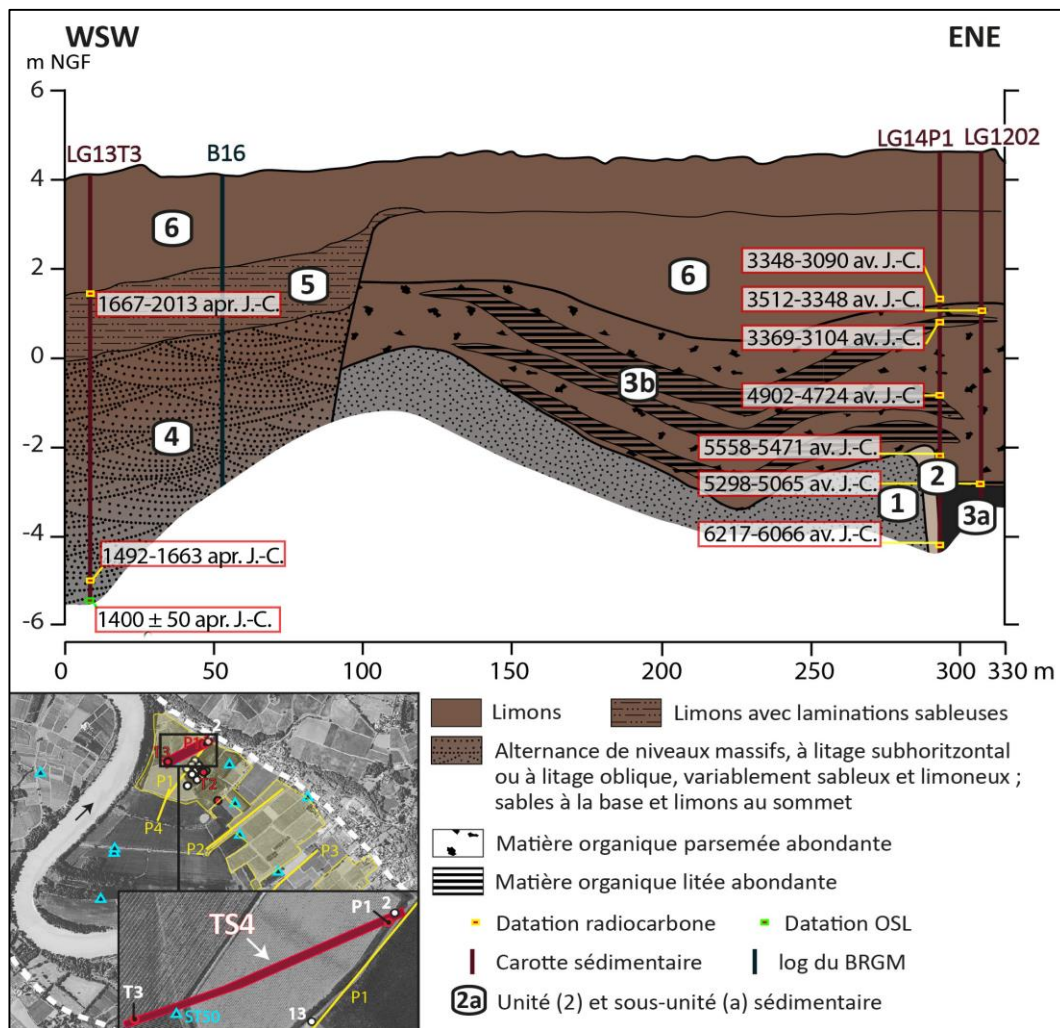 WSW
ENE
m NGF
6
4
2
0
-2
-4
-6
LG13T3
B16
LG14P1
LG1202
6
5
4
6
3b
1
2
3a
1667-2013 apr. J.-C.
1492-1663 apr. J.-C.
1400 ± 50 apr. J.-C.
3348-3090 av. J.-C.
3512-3348 av. J.-C.
3369-3104 av. J.-C.
4902-4724 av. J.-C.
5558-5471 av. J.-C.
5298-5065 av. J.-C.
6217-6066 av. J.-C.
0 50 100 150 200 250 300 330 m
2
13
P1
T2
P4
P2
P3
TS4
P1 2
T3
ST30
13
P1
Limons
Limons avec laminations sableuses
Alternance de niveaux massifs, à litage subhoritzontal
ou à litage oblique, variablement sableux et limoneux ;
sables à la base et limons au sommet
Matière organique parsemée abondante
Matière organique litée abondante
Datation radiocarbone
Datation OSL
Carotte sédimentaire
log du BRGM
2a Unité (2) et sous-unité (a) sédimentaire